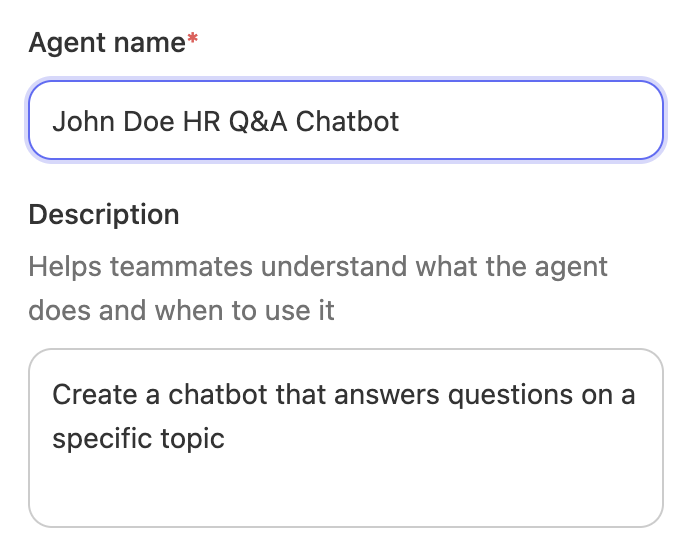 Agent name*
John Doe HR Q&A Chatbot
Description
Helps teammates understand what the agent
does and when to use it
Create a chatbot that answers questions on a
specific topic